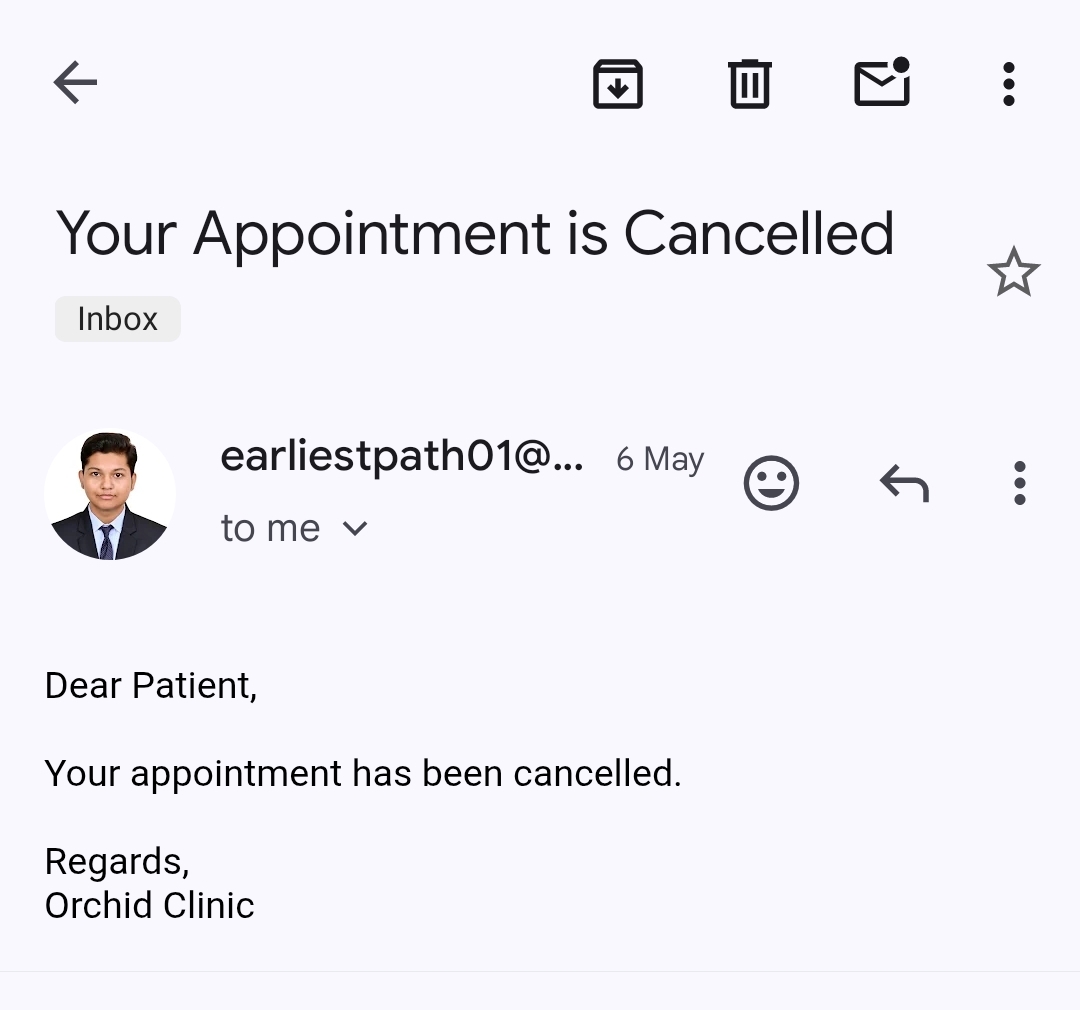 Your Appointment is Cancelled
Inbox
earliestpath01@... 6 May
to me
Dear Patient,
Your appointment has been cancelled.
Regards,
Orchid Clinic